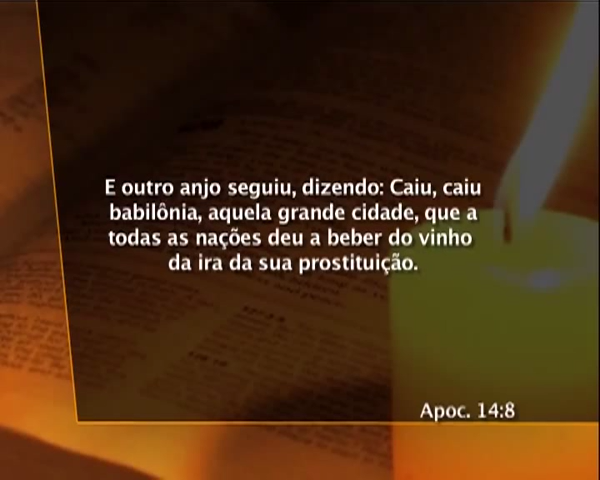 E outro anjo seguiu, dizendo: Caiu, caiu
babilônia, aquela grande cidade, que a
todas as nações deu a beber do vinho
da ira da sua prostituição.
Apoc. 14:8